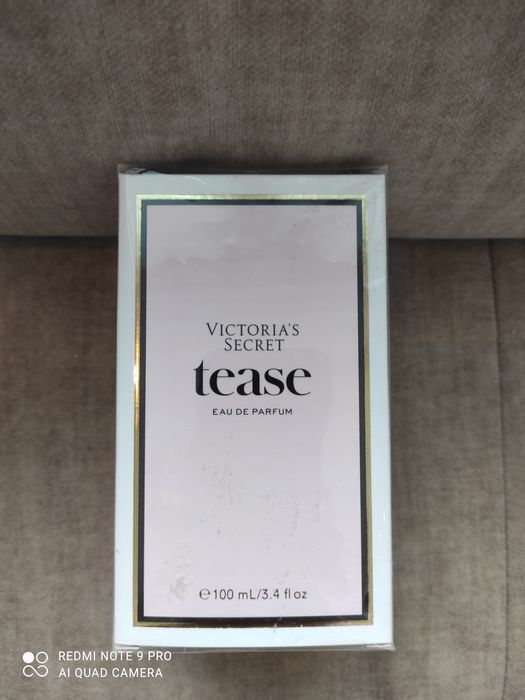 VICTORIA'S
SECRET
tease
EAU DE PARFUM
℮100 mL/3.4 fl oz
REDMI NOTE 9 PRO
AI QUAD CAMERA